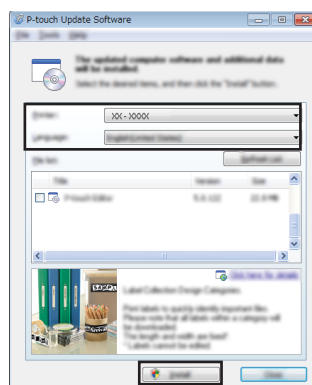 P-touch Update Software
File Tools Help
The updated computer software and additional data
will be installed.
Select the desired items, and then click the "Install" button.
Printer: XX-XXXX
Language: English(United States)
File list: Refresh List
Title Version Size
P-touch Editor 5.0.122 22.0 MB
Click here for details
Label Collection Design Categories.
Print labels to quickly identify important files.
Please note that all labels within a category will
be downloaded.
The length and width are fixed*.
* Labels cannot be edited.
Install Close